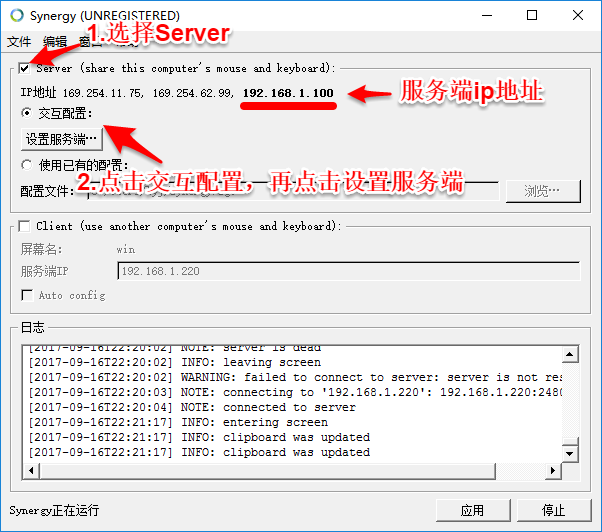 Synergy (UNREGISTERED)
文件 编辑
1.选择Server
Server (share this computer's mouse and keyboard):
IP地址 169.254.11.75, 169.254.62.99, 192.168.1.100
服务端ip地址
交互配置:
设置服务端…
使用已有的配置:
2.点击交互配置，再点击设置服务端
配置文件:
浏览…
Client (use another computer's mouse and keyboard):
屏幕名: win
服务端IP 192.168.1.220
Auto config
日志
[2017-09-16T22:20:02] NOTE: server is dead
[2017-09-16T22:20:02] INFO: leaving screen
[2017-09-16T22:20:02] WARNING: failed to connect to server: server is not res
[2017-09-16T22:20:03] NOTE: connecting to '192.168.1.220': 192.168.1.220:2480
[2017-09-16T22:20:04] NOTE: connected to server
[2017-09-16T22:21:17] INFO: entering screen
[2017-09-16T22:21:17] INFO: clipboard was updated
[2017-09-16T22:21:17] INFO: clipboard was updated
Synergy正在运行
应用
停止